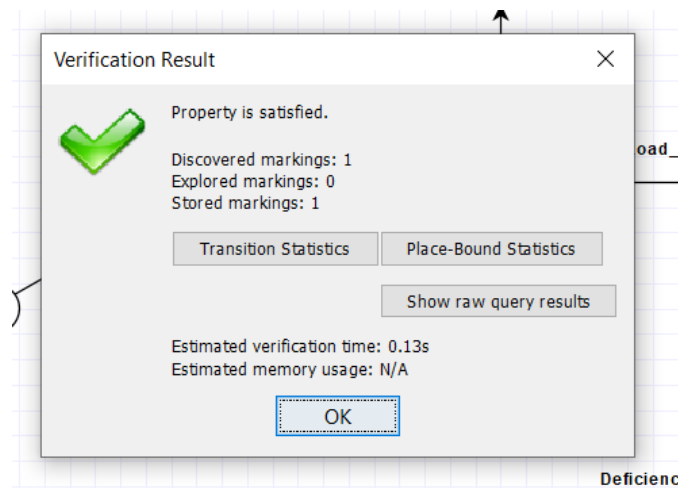 Verification Result
Property is satisfied.
oad_
Discovered markings: 1
Explored markings: 0
Stored markings: 1
Transition Statistics
Place-Bound Statistics
Show raw query results
Estimated verification time: 0.13s
Estimated memory usage: N/A
OK
Deficienc